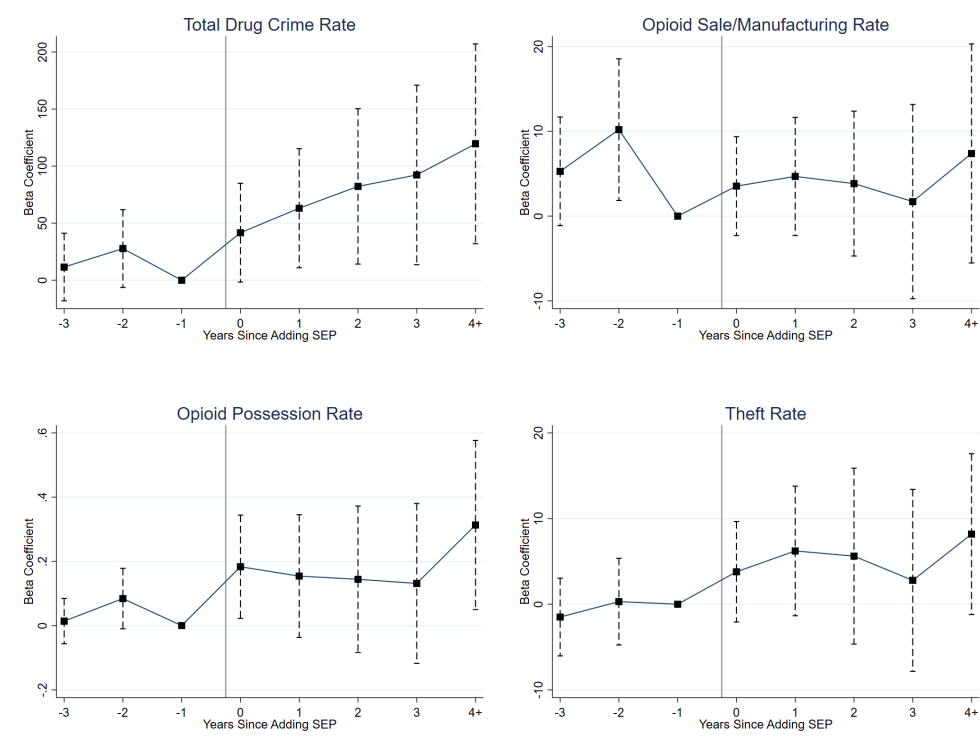 Total Drug Crime Rate
Beta Coefficient
200
150
100
50
0
-3 -2 -1 0 1 2 3 4+
Years Since Adding SEP
Opioid Sale/Manufacturing Rate
Beta Coefficient
20
10
0
-10
-3 -2 -1 0 1 2 3 4+
Years Since Adding SEP
Opioid Possession Rate
Beta Coefficient
.6
.4
.2
0
-.2
-3 -2 -1 0 1 2 3 4+
Years Since Adding SEP
Theft Rate
Beta Coefficient
20
10
0
-10
-3 -2 -1 0 1 2 3 4+
Years Since Adding SEP